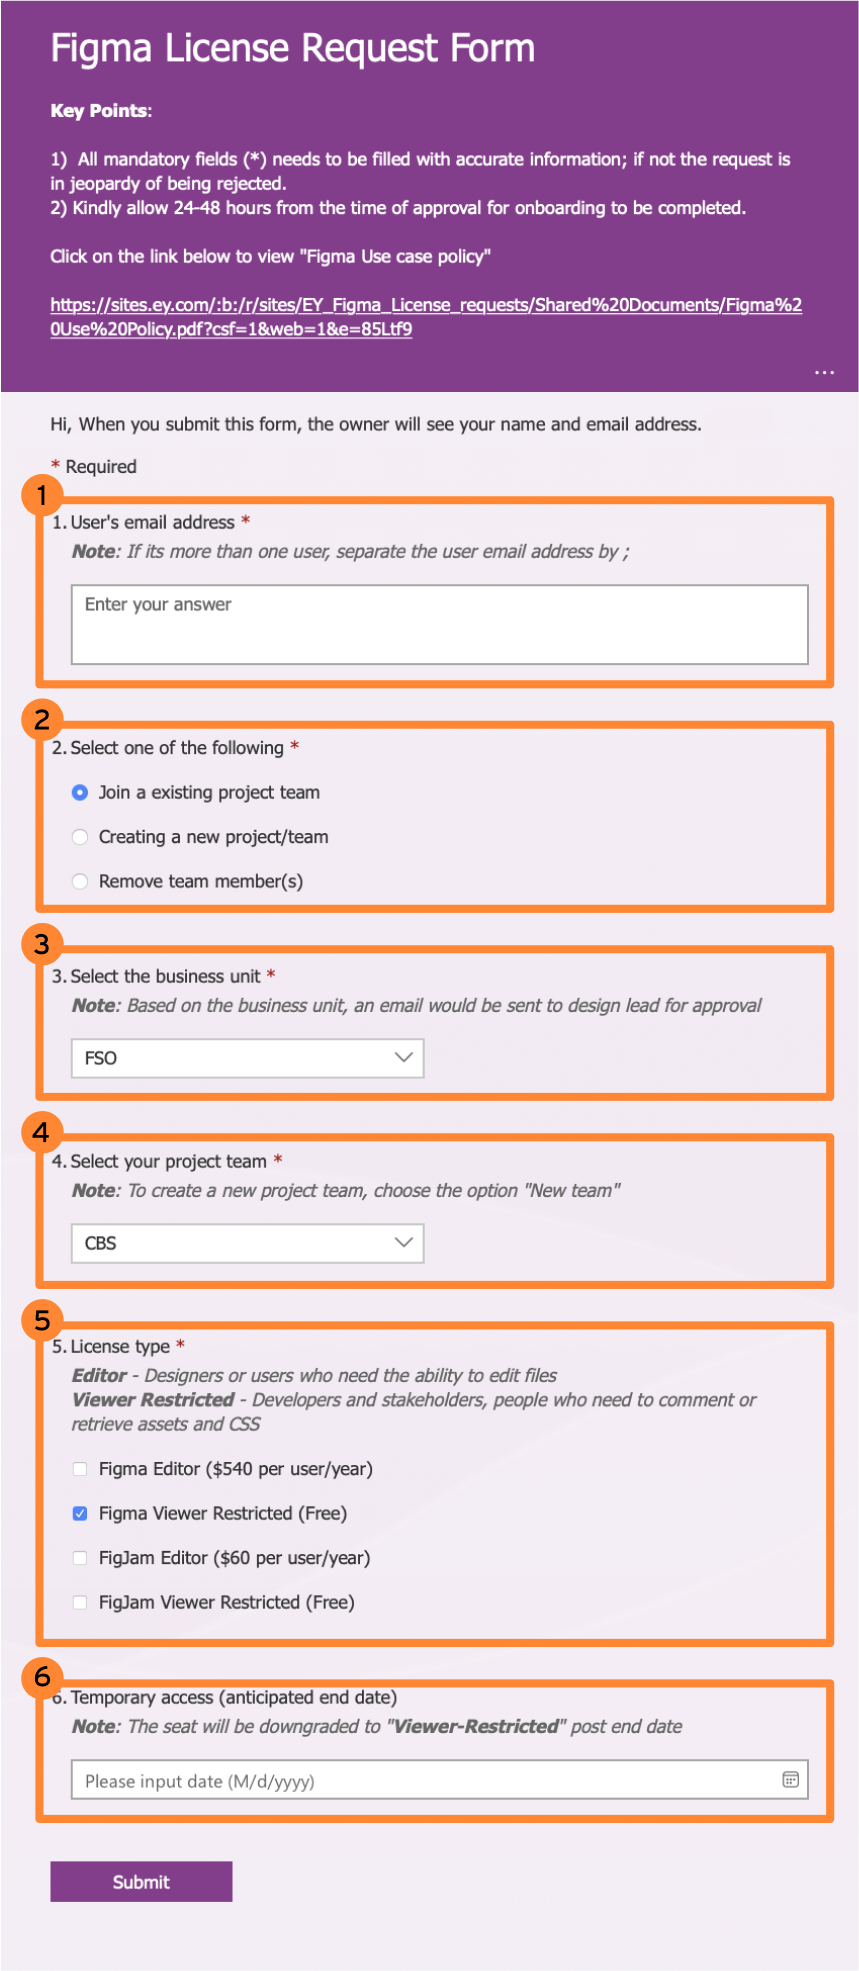 Figma License Request Form
Key Points:
1)  All mandatory fields (*) needs to be filled with accurate information; if not the request is
in jeopardy of being rejected.
2) Kindly allow 24-48 hours from the time of approval for onboarding to be completed.
Click on the link below to view "Figma Use case policy"
https://sites.ey.com/:b:/r/sites/EY_Figma_License_requests/Shared%20Documents/Figma%2
0Use%20Policy.pdf?csf=1&web=1&e=85Ltf9
...
Hi, When you submit this form, the owner will see your name and email address.
* Required
1
1. User's email address *
Note: If its more than one user, separate the user email address by ;
Enter your answer
2
2. Select one of the following *
Join a existing project team
Creating a new project/team
Remove team member(s)
3
3. Select the business unit *
Note: Based on the business unit, an email would be sent to design lead for approval
FSO
4
4. Select your project team *
Note: To create a new project team, choose the option "New team"
CBS
5
5. License type *
Editor - Designers or users who need the ability to edit files
Viewer Restricted - Developers and stakeholders, people who need to comment or
retrieve assets and CSS
Figma Editor ($540 per user/year)
Figma Viewer Restricted (Free)
FigJam Editor ($60 per user/year)
FigJam Viewer Restricted (Free)
6
6. Temporary access (anticipated end date)
Note: The seat will be downgraded to "Viewer-Restricted" post end date
Please input date (M/d/yyyy)
Submit